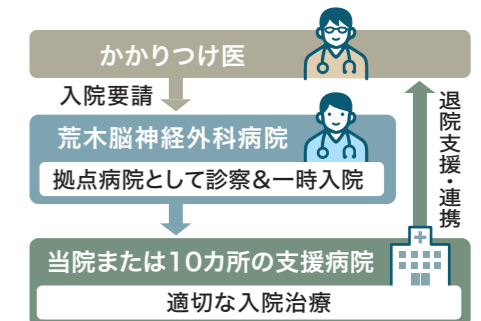 かかりつけ医
入院要請
荒木脳神経外科病院
拠点病院として診察&一時入院
当院または10カ所の支援病院
適切な入院治療
退院支援・連携